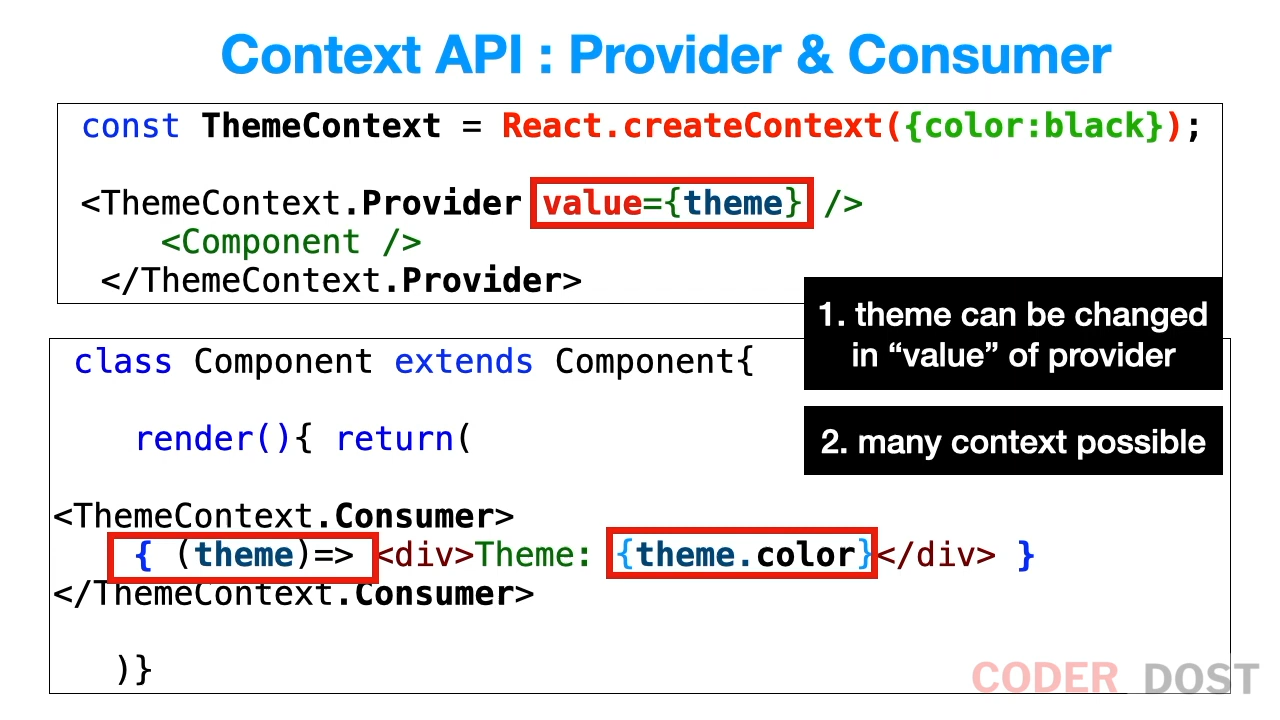 Context API : Provider & Consumer
const ThemeContext = React.createContext({color:black});
<ThemeContext.Provider value={theme} />
<Component />
</ThemeContext.Provider>
1. theme can be changed
in “value” of provider
2. many context possible
class Component extends Component{
render(){ return(
<ThemeContext.Consumer>
{ (theme)=> <div>Theme: {theme.color}</div> }
</ThemeContext.Consumer>
)}
CODER DOST